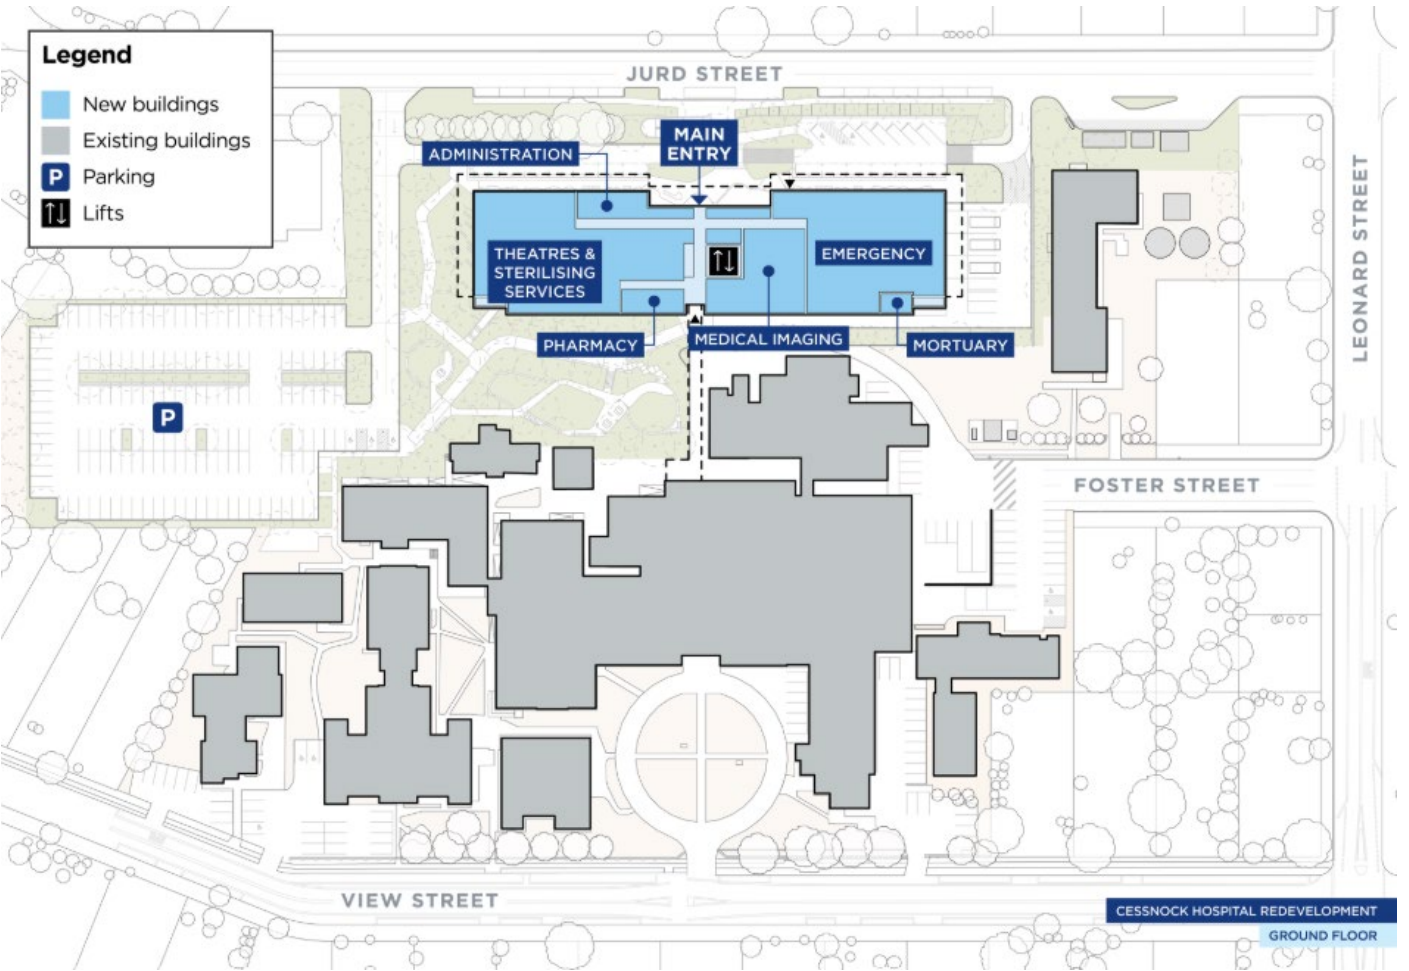 Legend
New buildings
Existing buildings
P Parking
Lifts
JURD STREET
MAIN
ENTRY
ADMINISTRATION
THEATRES &
STERILISING
SERVICES
EMERGENCY
PHARMACY
MEDICAL IMAGING
MORTUARY
LEONARD STREET
P
FOSTER STREET
VIEW STREET
CESSNOCK HOSPITAL REDEVELOPMENT
GROUND FLOOR